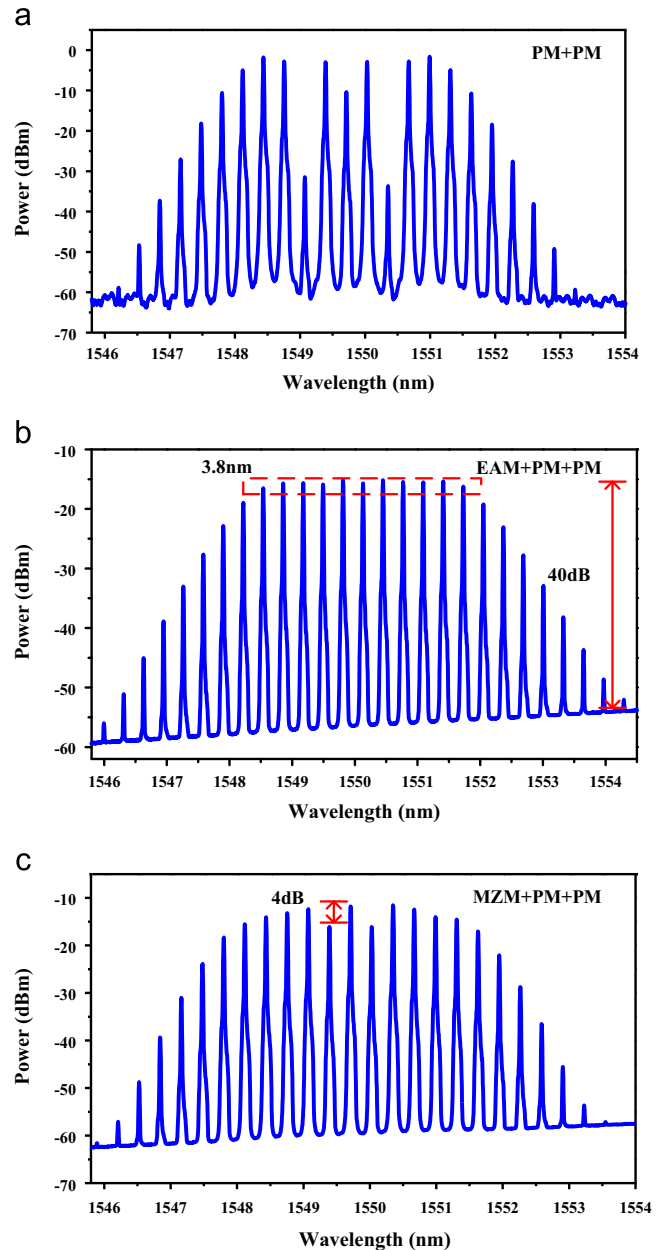 a
PM+PM
0
-10
-20
-30
-40
-50
-60
-70
Power (dBm)
1546 1547 1548 1549 1550 1551 1552 1553 1554
Wavelength (nm)
b
-10
-20
-30
-40
-50
-60
Power (dBm)
3.8nm
EAM+PM+PM
40dB
1546 1547 1548 1549 1550 1551 1552 1553 1554
Wavelength (nm)
c
-10
-20
-30
-40
-50
-60
-70
Power (dBm)
4dB
MZM+PM+PM
1546 1547 1548 1549 1550 1551 1552 1553 1554
Wavelength (nm)